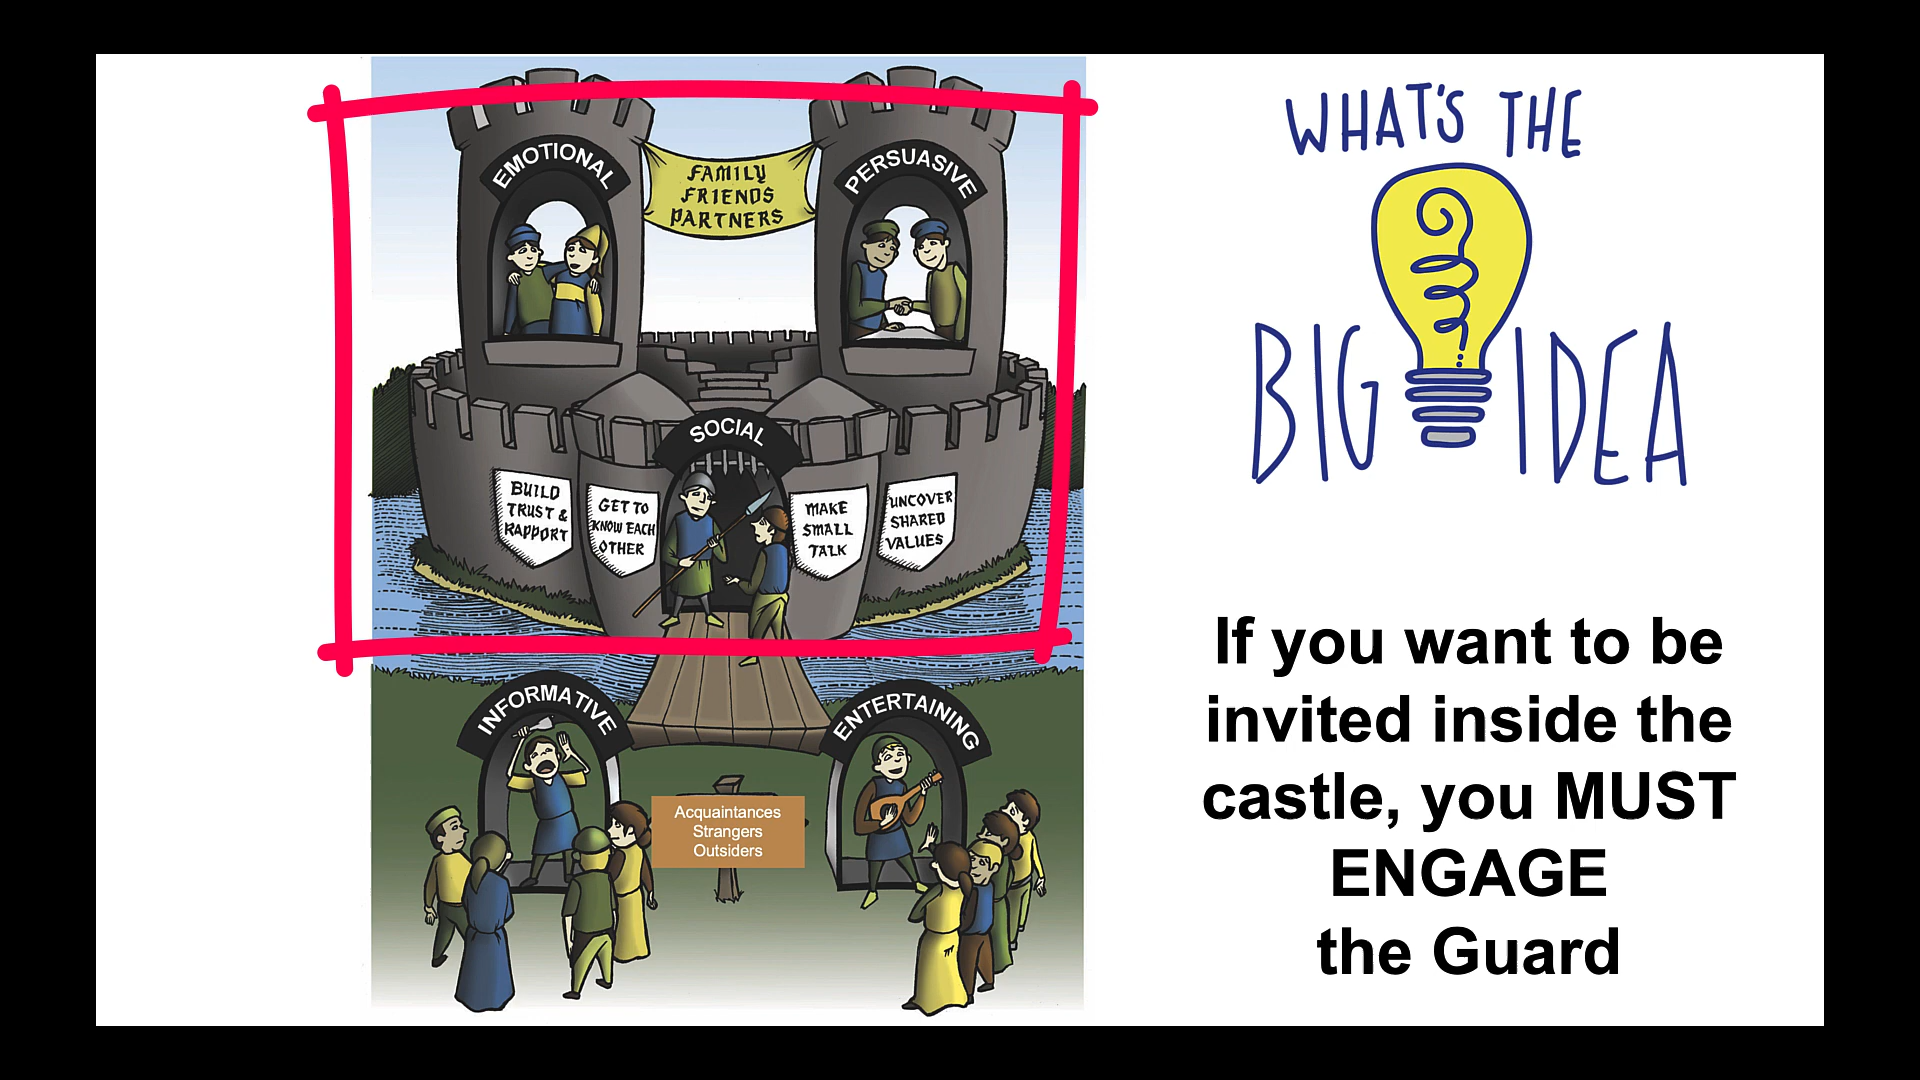 EMOTIONAL
FAMILY
FRIENDS
PARTNERS
PERSUASIVE
SOCIAL
BUILD
TRUST &
RAPPORT
GET TO
KNOW EACH
OTHER
MAKE
SMALL
TALK
UNCOVER
SHARED
VALUES
INFORMATIVE
ENTERTAINING
Acquaintances
Strangers
Outsiders
WHAT'S THE
BIG IDEA
If you want to be
invited inside the
castle, you MUST
ENGAGE
the Guard